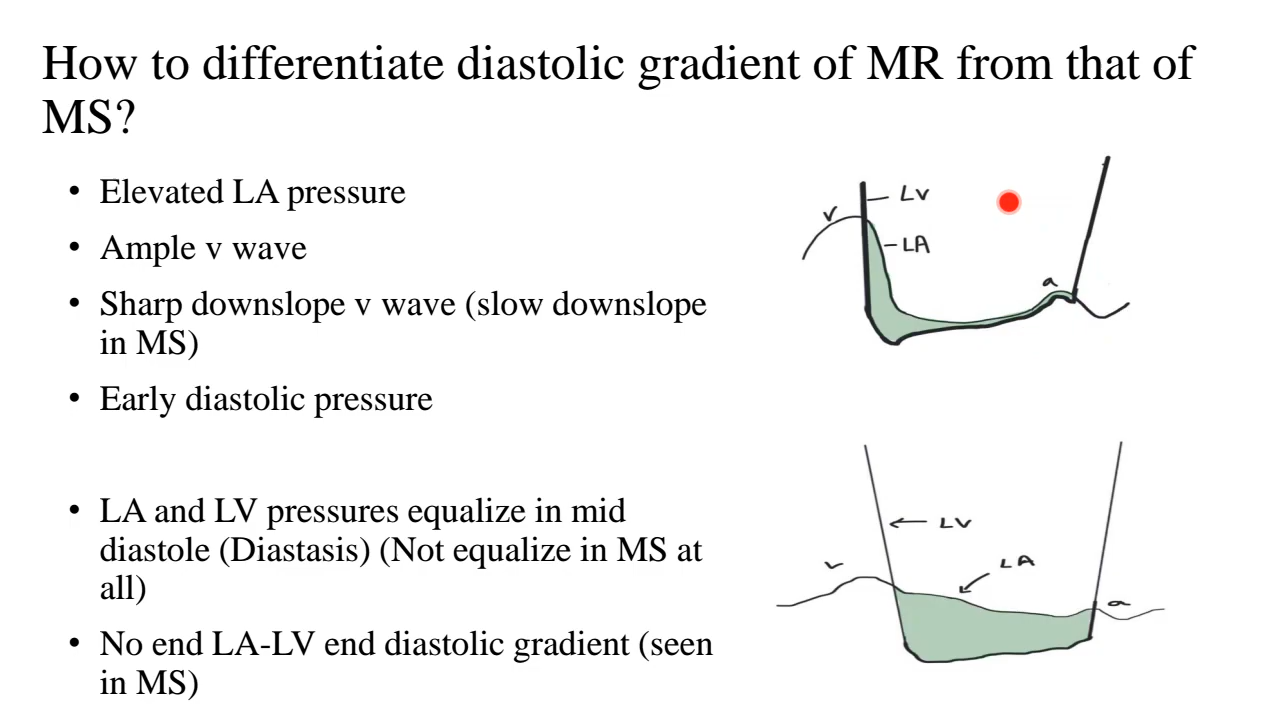 How to differentiate diastolic gradient of MR from that of
MS?
• Elevated LA pressure
• Ample v wave
• Sharp downslope v wave (slow downslope
in MS)
• Early diastolic pressure
• LA and LV pressures equalize in mid
diastole (Diastasis) (Not equalize in MS at
all)
• No end LA-LV end diastolic gradient (seen
in MS)
LV
v
LA
a
LV
v
LA
a